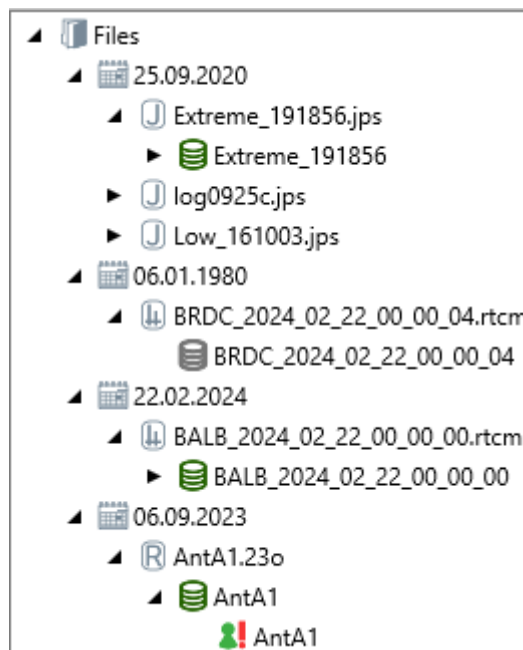 Files
25.09.2020
Extreme_191856.jps
Extreme_191856
log0925c.jps
Low_161003.jps
06.01.1980
BRDC_2024_02_22_00_00_04.rtcm
BRDC_2024_02_22_00_00_04
22.02.2024
BALB_2024_02_22_00_00_00.rtcm
BALB_2024_02_22_00_00_00
06.09.2023
AntA1.23o
AntA1
AntA1